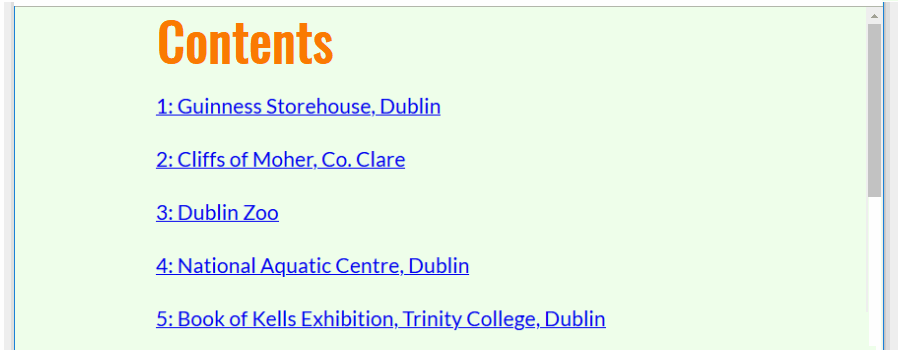 Contents
1: Guinness Storehouse, Dublin
2: Cliffs of Moher, Co. Clare
3: Dublin Zoo
4: National Aquatic Centre, Dublin
5: Book of Kells Exhibition, Trinity College, Dublin